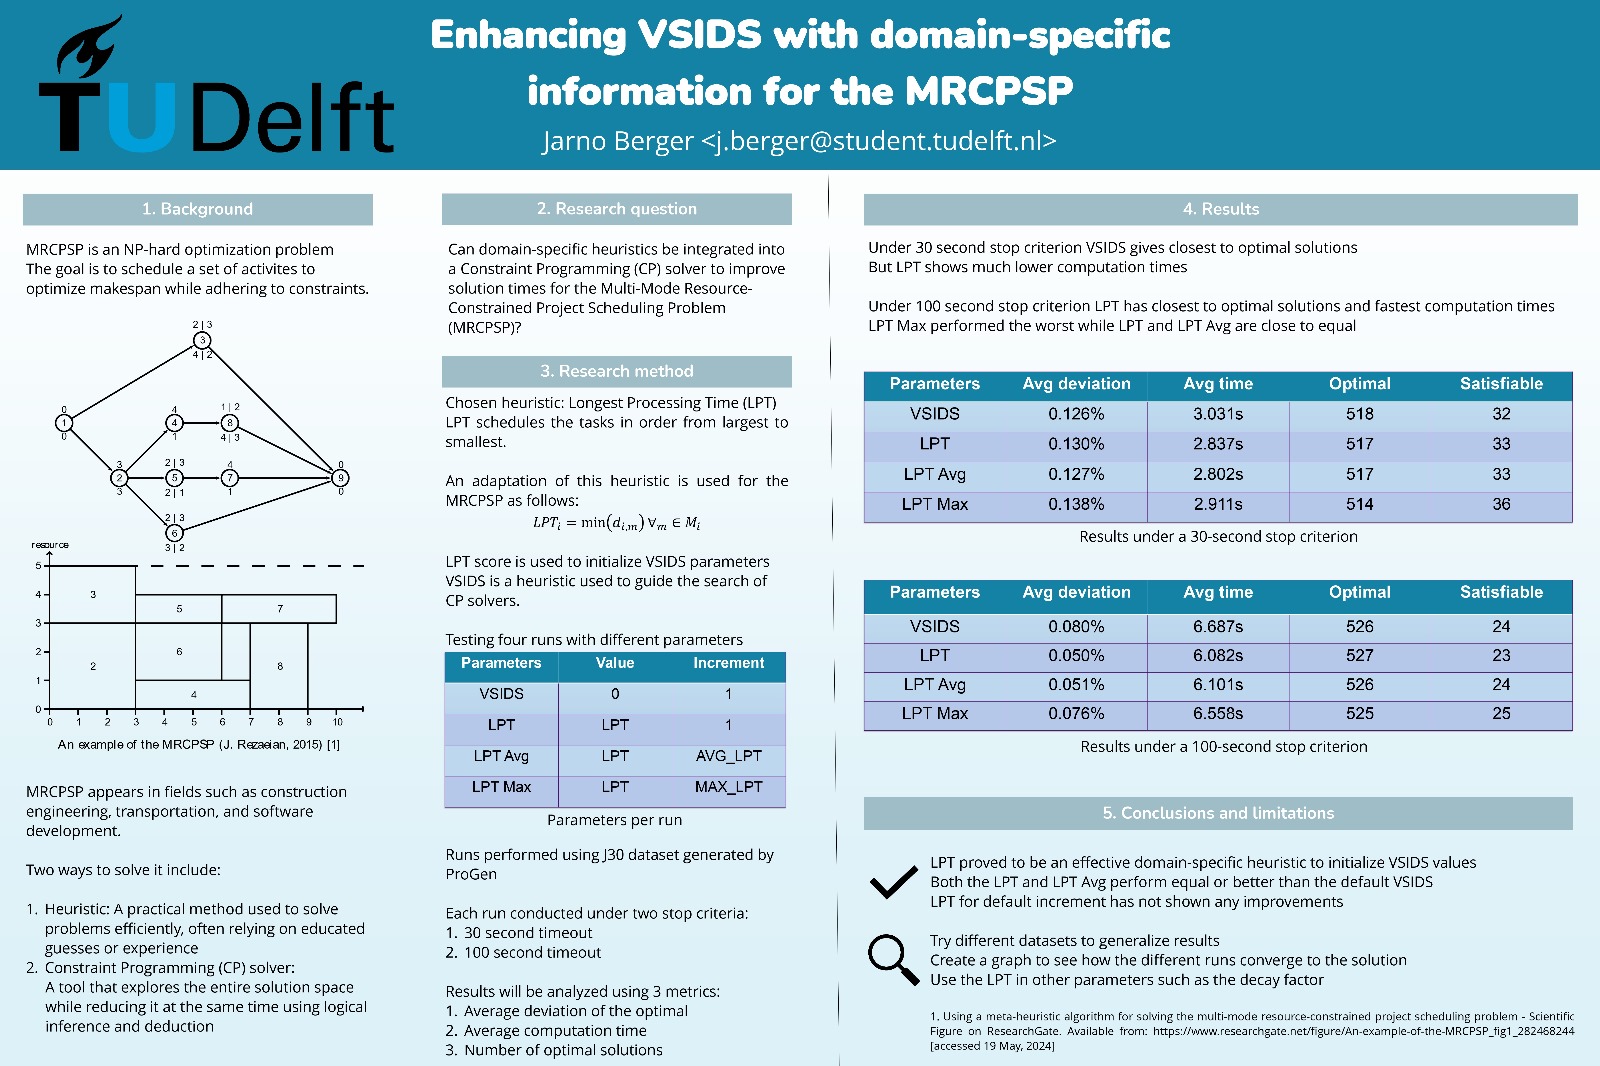 TUDelft
Enhancing VSIDS with domain-specific
information for the MRCPSP
Jarno Berger <j.berger@student.tudelft.nl>
1. Background
MRCPSP is an NP-hard optimization problem
The goal is to schedule a set of activites to
optimize makespan while adhering to constraints.
2 | 3
3
4 | 2
0
1
0
4
4
1
1 | 2
8
4 | 3
3
2
3
2 | 3
5
2 | 1
4
7
1
0
9
0
2 | 3
6
3 | 2
resource
5
4
3
2
1
0
3
5
7
2
6
8
4
0 1 2 3 4 5 6 7 8 9 10
An example of the MRCPSP (J. Rezaeian, 2015) [1]
MRCPSP appears in fields such as construction
engineering, transportation, and software
development.
Two ways to solve it include:
1. Heuristic: A practical method used to solve
problems efficiently, often relying on educated
guesses or experience
2. Constraint Programming (CP) solver:
A tool that explores the entire solution space
while reducing it at the same time using logical
inference and deduction
2. Research question
Can domain-specific heuristics be integrated into
a Constraint Programming (CP) solver to improve
solution times for the Multi-Mode Resource-
Constrained Project Scheduling Problem
(MRCPSP)?
3. Research method
Chosen heuristic: Longest Processing Time (LPT)
LPT schedules the tasks in order from largest to
smallest.
An adaptation of this heuristic is used for the
MRCPSP as follows:
LPTᵢ = min(dᵢ,ₘ) ∀ₘ ∈ Mᵢ
LPT score is used to initialize VSIDS parameters
VSIDS is a heuristic used to guide the search of
CP solvers.
Testing four runs with different parameters
Parameters Value Increment
VSIDS 0 1
LPT LPT 1
LPT Avg LPT AVG_LPT
LPT Max LPT MAX_LPT
Parameters per run
Runs performed using J30 dataset generated by
ProGen
Each run conducted under two stop criteria:
1. 30 second timeout
2. 100 second timeout
Results will be analyzed using 3 metrics:
1. Average deviation of the optimal
2. Average computation time
3. Number of optimal solutions
4. Results
Under 30 second stop criterion VSIDS gives closest to optimal solutions
But LPT shows much lower computation times
Under 100 second stop criterion LPT has closest to optimal solutions and fastest computation times
LPT Max performed the worst while LPT and LPT Avg are close to equal
Parameters Avg deviation Avg time Optimal Satisfiable
VSIDS 0.126% 3.031s 518 32
LPT 0.130% 2.837s 517 33
LPT Avg 0.127% 2.802s 517 33
LPT Max 0.138% 2.911s 514 36
Results under a 30-second stop criterion
Parameters Avg deviation Avg time Optimal Satisfiable
VSIDS 0.080% 6.687s 526 24
LPT 0.050% 6.082s 527 23
LPT Avg 0.051% 6.101s 526 24
LPT Max 0.076% 6.558s 525 25
Results under a 100-second stop criterion
5. Conclusions and limitations
LPT proved to be an effective domain-specific heuristic to initialize VSIDS values
Both the LPT and LPT Avg perform equal or better than the default VSIDS
LPT for default increment has not shown any improvements
Try different datasets to generalize results
Create a graph to see how the different runs converge to the solution
Use the LPT in other parameters such as the decay factor
1. Using a meta-heuristic algorithm for solving the multi-mode resource-constrained project scheduling problem - Scientific
Figure on ResearchGate. Available from: https://www.researchgate.net/figure/An-example-of-the-MRCPSP_fig1_282468244
[accessed 19 May, 2024]